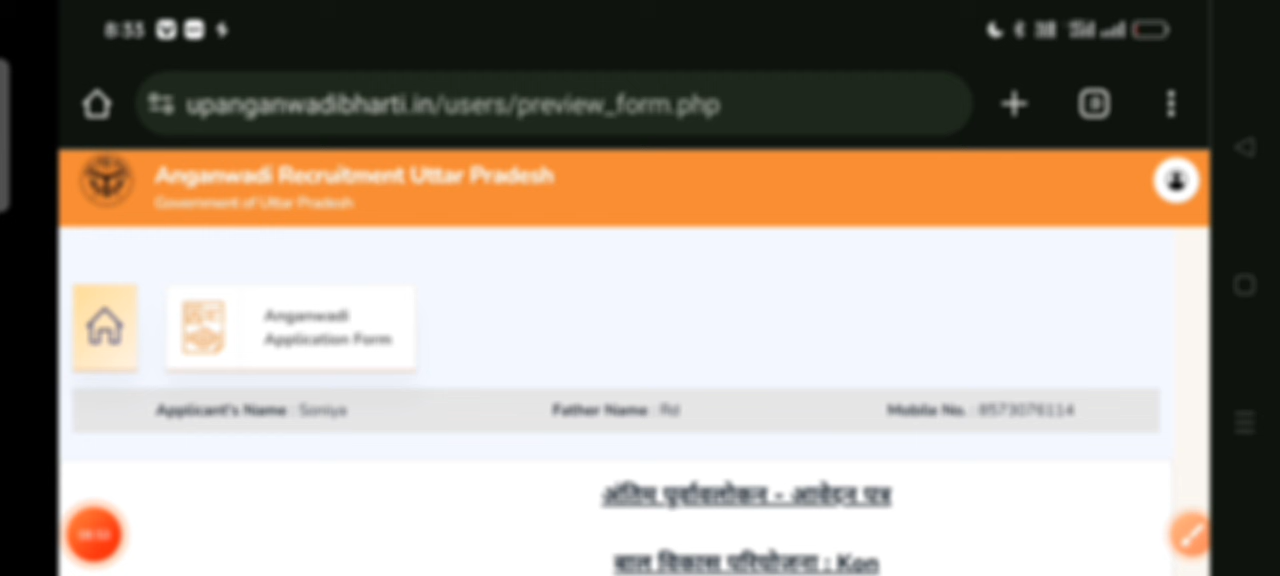 8:55
upanganwadibharti.in/users/preview_form.php
Anganwadi Recruitment Uttar Pradesh
Government of Uttar Pradesh
Anganwadi
Application Form
Applicant's Name : Soniya Father Name : Rd Mobile No. : 8573076114
अंतिम पूर्वावलोकन - आवेदन पत्र
बाल विकास परियोजना : Kon